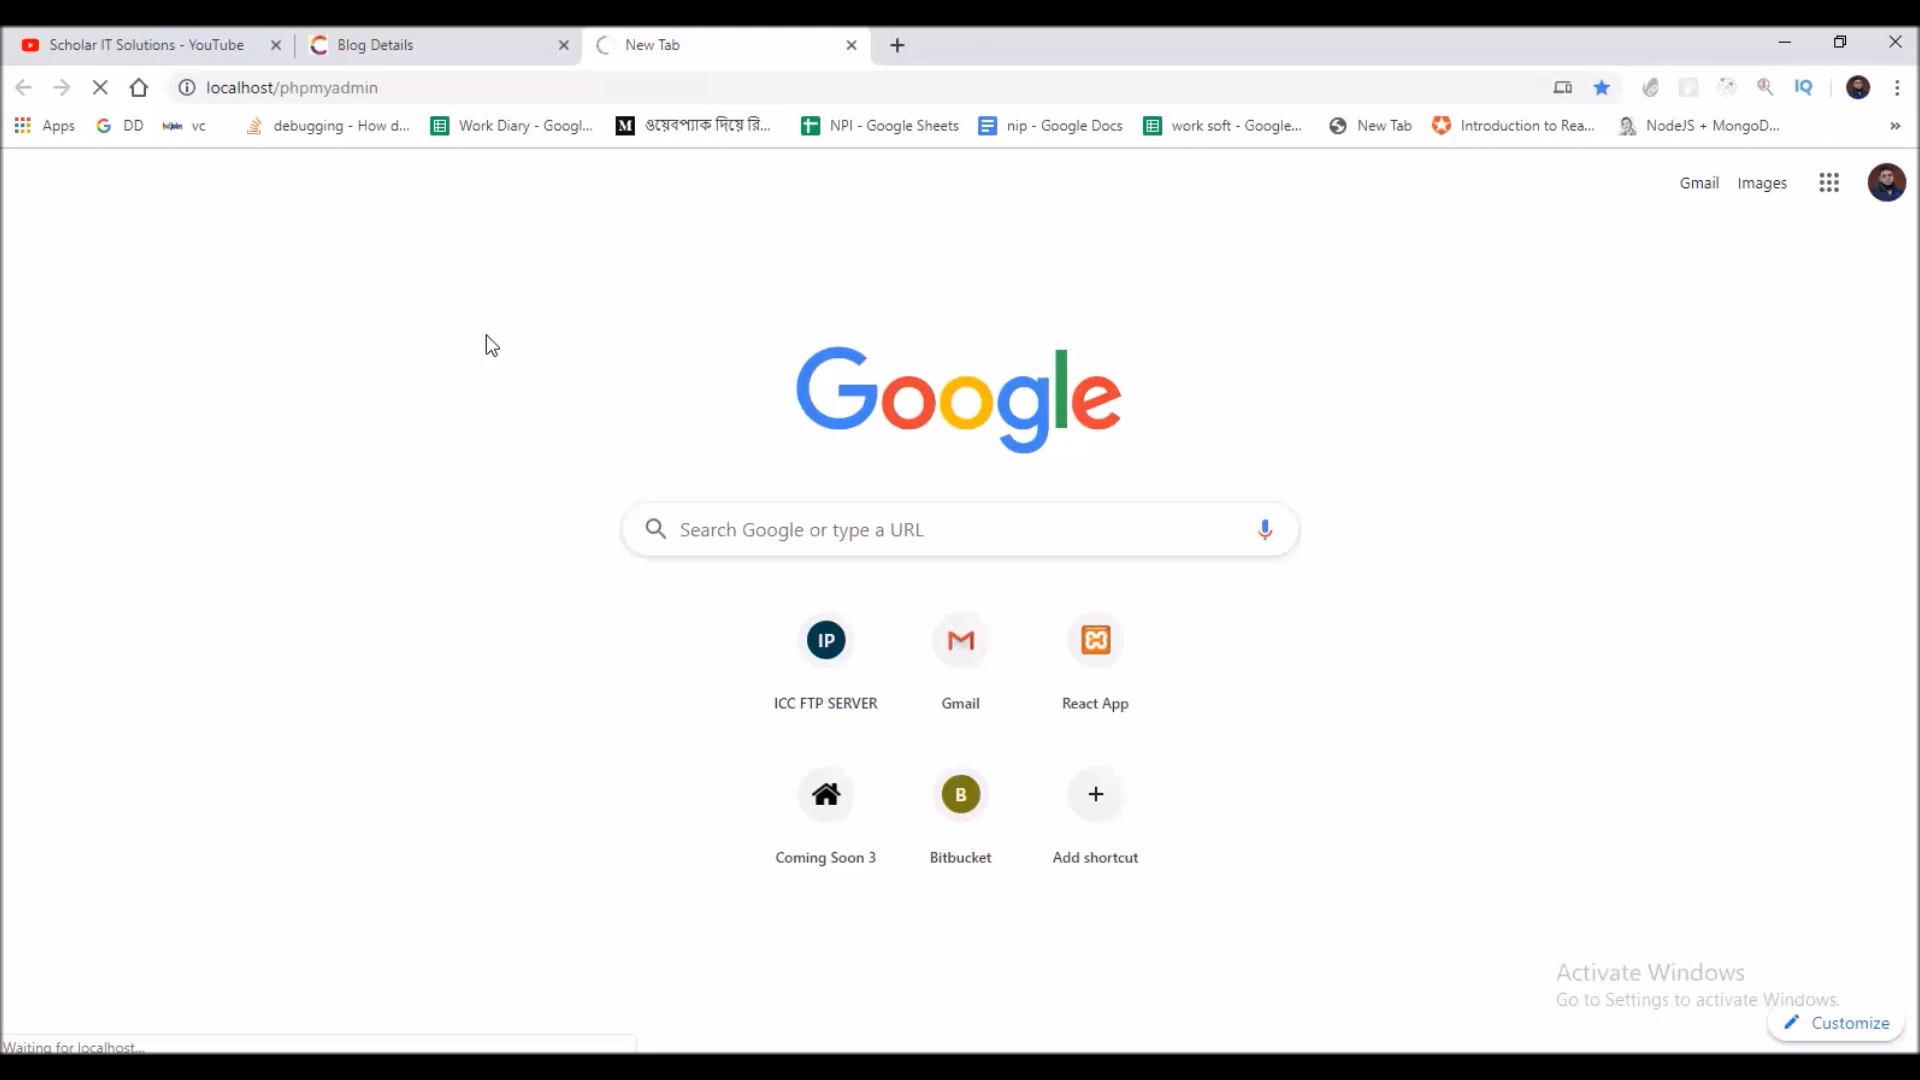 Scholar IT Solutions - YouTube
Blog Details
New Tab
localhost/phpmyadmin
IQ
Apps
DD
vc
debugging - How d...
Work Diary - Googl...
M
ওয়েবপ্যাক দিয়ে রি...
NPI - Google Sheets
nip - Google Docs
work soft - Google...
New Tab
Introduction to Rea...
NodeJS + MongoD...
»
Gmail
Images
Google
Search Google or type a URL
IP
ICC FTP SERVER
Gmail
React App
Coming Soon 3
B
Bitbucket
Add shortcut
Activate Windows
Go to Settings to activate Windows.
Customize
Waiting for localhost...